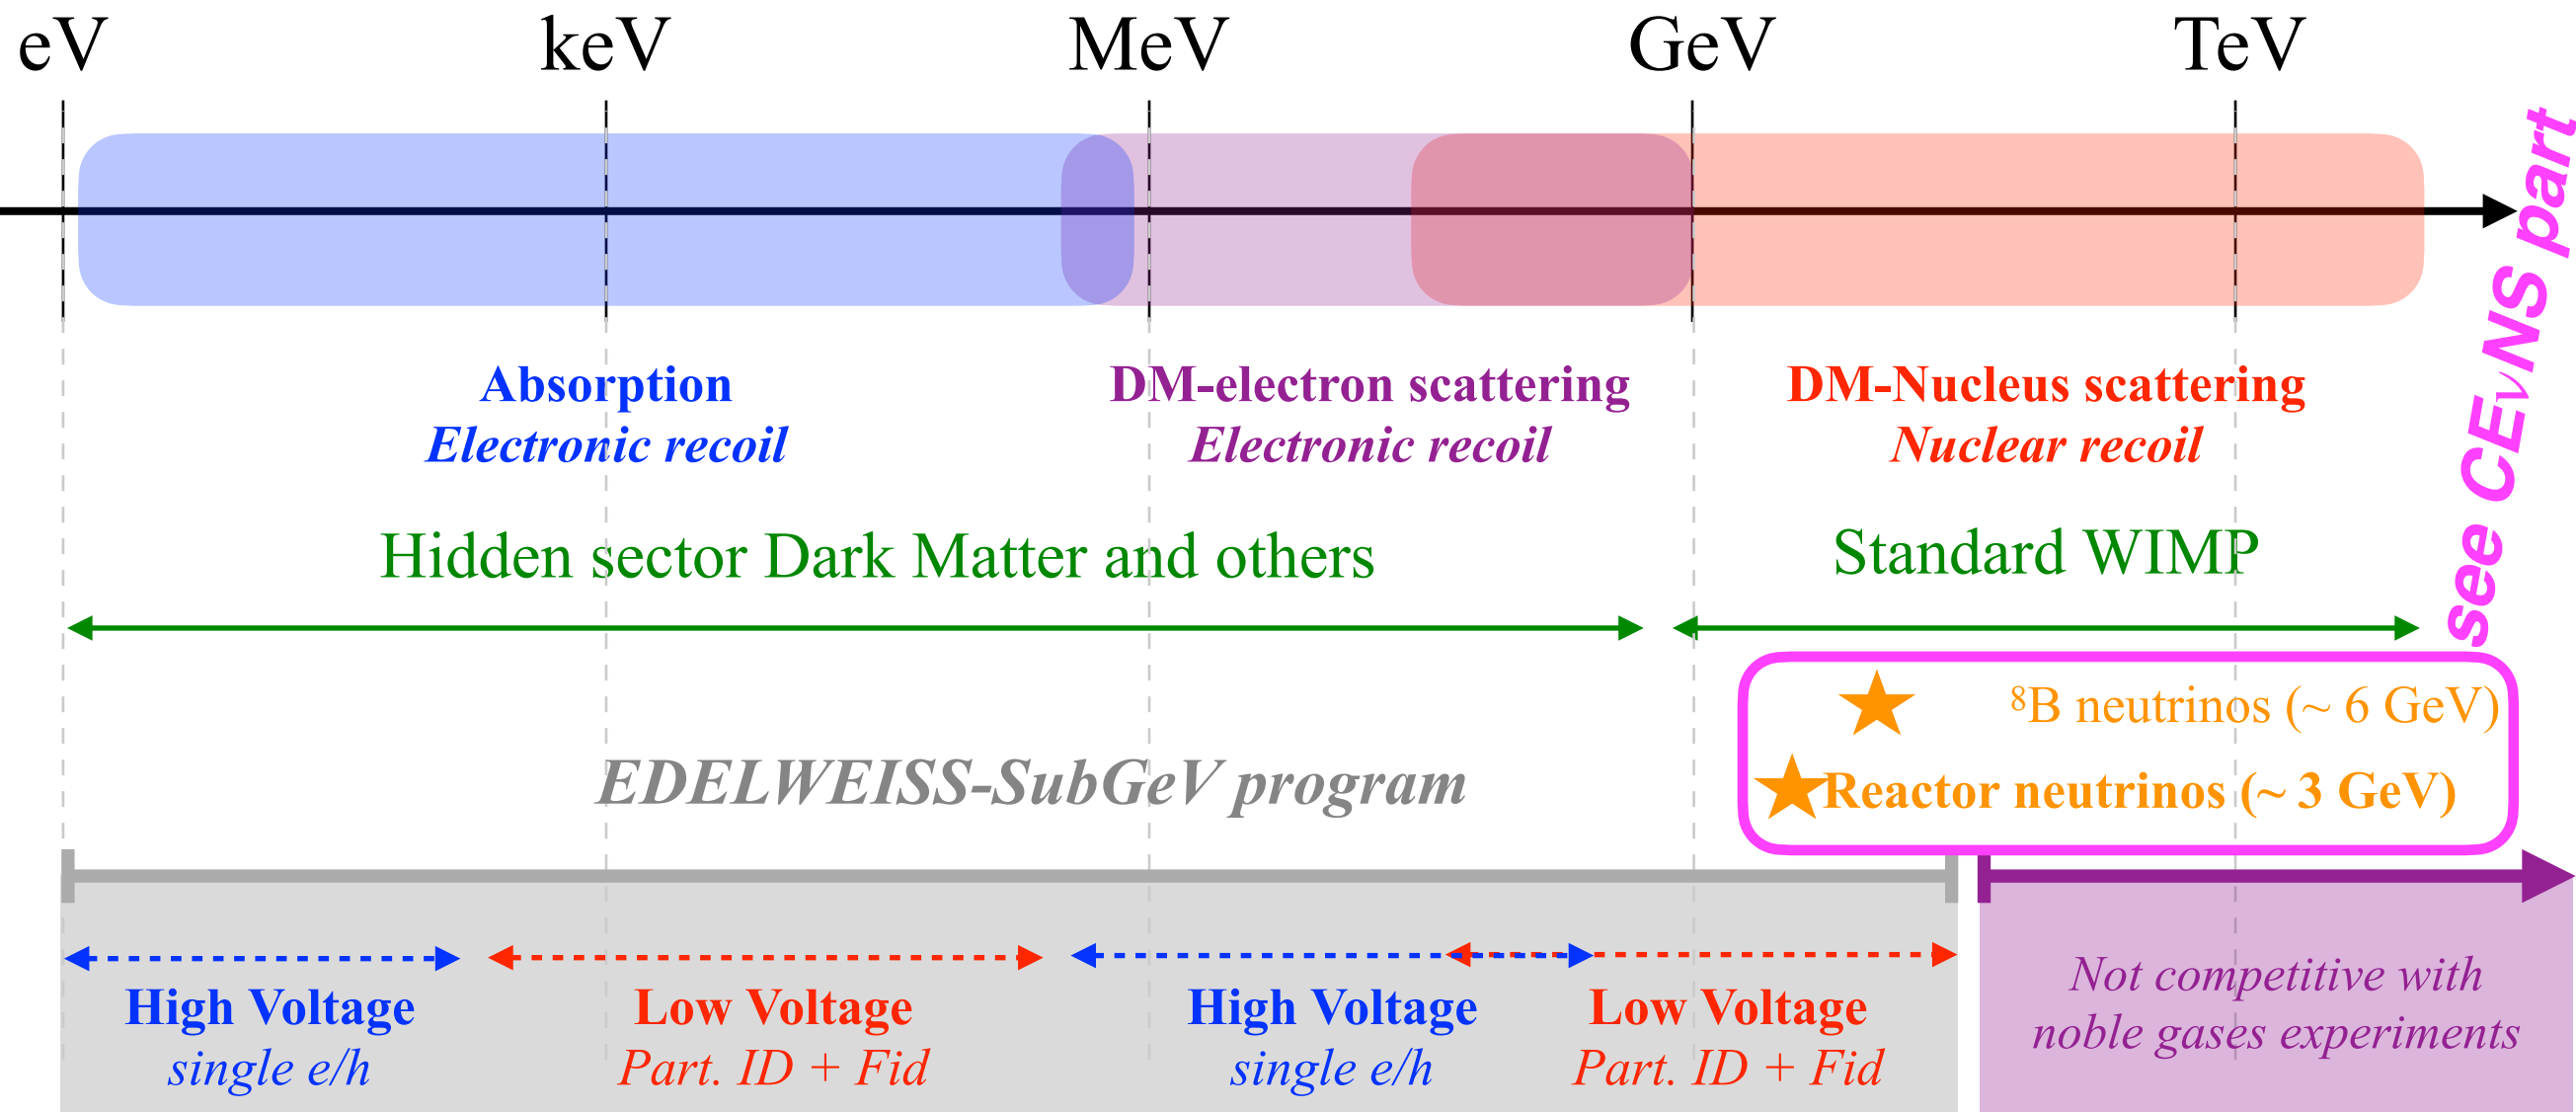 eV keV MeV GeV TeV
see CEνNS part
Absorption DM-electron scattering DM-Nucleus scattering
Electronic recoil Electronic recoil Nuclear recoil
Hidden sector Dark Matter and others Standard WIMP
⁸B neutrinos (~ 6 GeV)
EDELWEISS-SubGeV program Reactor neutrinos (~ 3 GeV)
High Voltage Low Voltage High Voltage Low Voltage
single e/h Part. ID + Fid single e/h Part. ID + Fid
Not competitive with
noble gases experiments